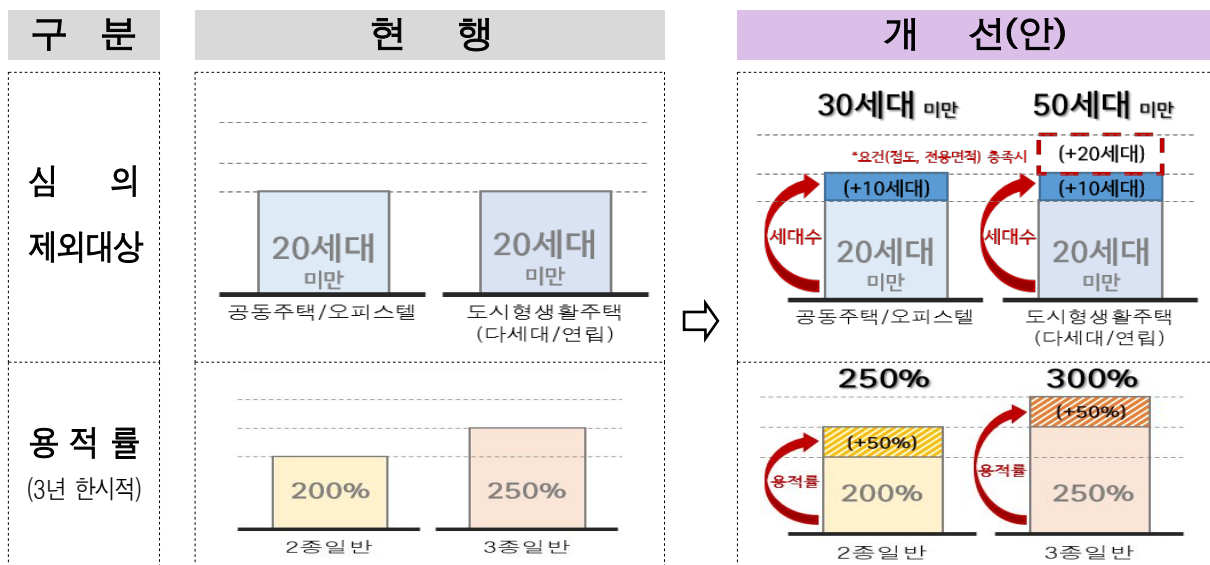 구 분
현 행
개 선(안)
심 의
제외대상
20세대
미만
공동주택/오피스텔
20세대
미만
도시형생활주택
(다세대/연립)
30세대 미만
50세대 미만
*요건(접도, 전용면적) 충족시
(+20세대)
(+10세대)
(+10세대)
세대수
세대수
20세대
미만
20세대
미만
공동주택/오피스텔
도시형생활주택
(다세대/연립)
용 적 률
(3년 한시적)
200%
250%
2종일반
3종일반
250%
300%
(+50%)
(+50%)
용적률
용적률
200%
250%
2종일반
3종일반